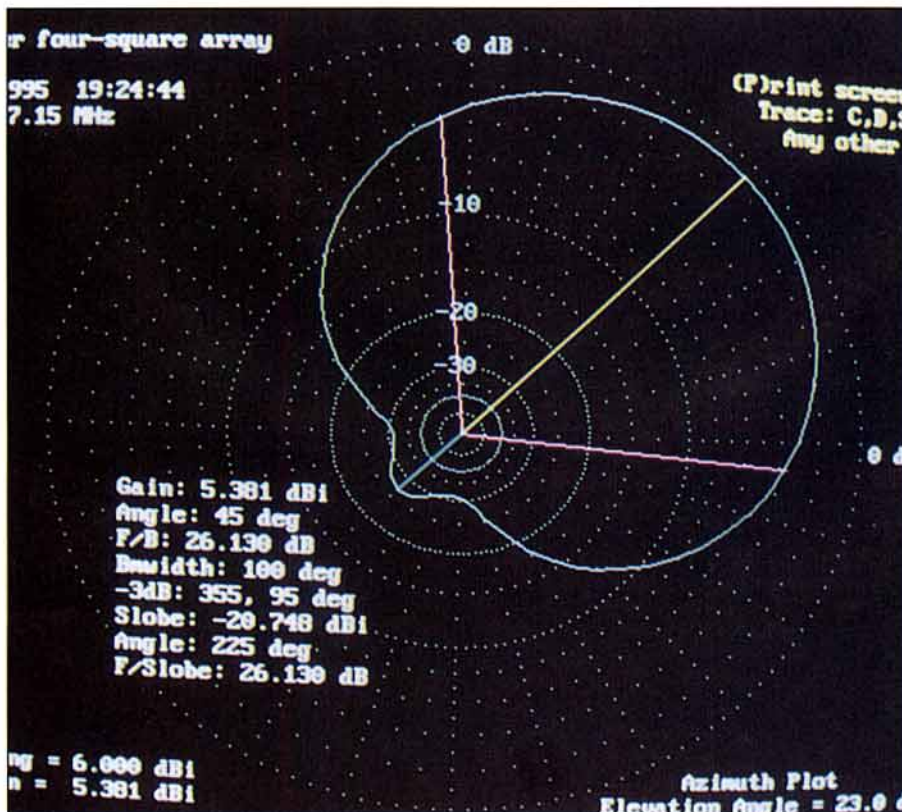 r four-square array
995 19:24:44
7.15 MHz
0 dB
(P)rint screen
Trace: C,D,S
Any other
-10
-20
-30
0 d
Gain: 5.381 dBi
Angle: 45 deg
F/B: 26.130 dB
Bmwidth: 100 deg
-3dB: 355, 95 deg
Slobe: -20.748 dBi
Angle: 225 deg
F/Slobe: 26.130 dB
ng = 6.000 dBi
n = 5.381 dBi
Azimuth Plot
Elevation Angle = 23.0 d